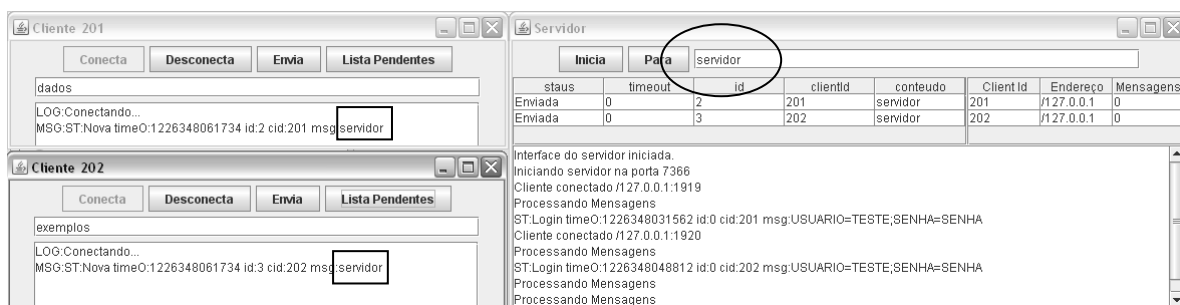 Cliente 201
Conecta Desconecta Envia Lista Pendentes
dados
LOG:Conectando...
MSG:ST:Nova timeO:1226348061734 id:2 cid:201 msg:servidor
Cliente 202
Conecta Desconecta Envia Lista Pendentes
exemplos
LOG:Conectando...
MSG:ST:Nova timeO:1226348061734 id:3 cid:202 msg:servidor
Servidor
Inicia Para servidor
staus timeout id clientId conteudo Client Id Endereço Mensagens
Enviada 0 2 201 servidor 201 /127.0.0.1 0
Enviada 0 3 202 servidor 202 /127.0.0.1 0
Interface do servidor iniciada.
Iniciando servidor na porta 7366
Cliente conectado /127.0.0.1:1919
Processando Mensagens
ST:Login timeO:1226348031562 id:0 cid:201 msg:USUARIO=TESTE;SENHA=SENHA
Cliente conectado /127.0.0.1:1920
Processando Mensagens
ST:Login timeO:1226348048812 id:0 cid:202 msg:USUARIO=TESTE;SENHA=SENHA
Processando Mensagens
Processando Mensagens